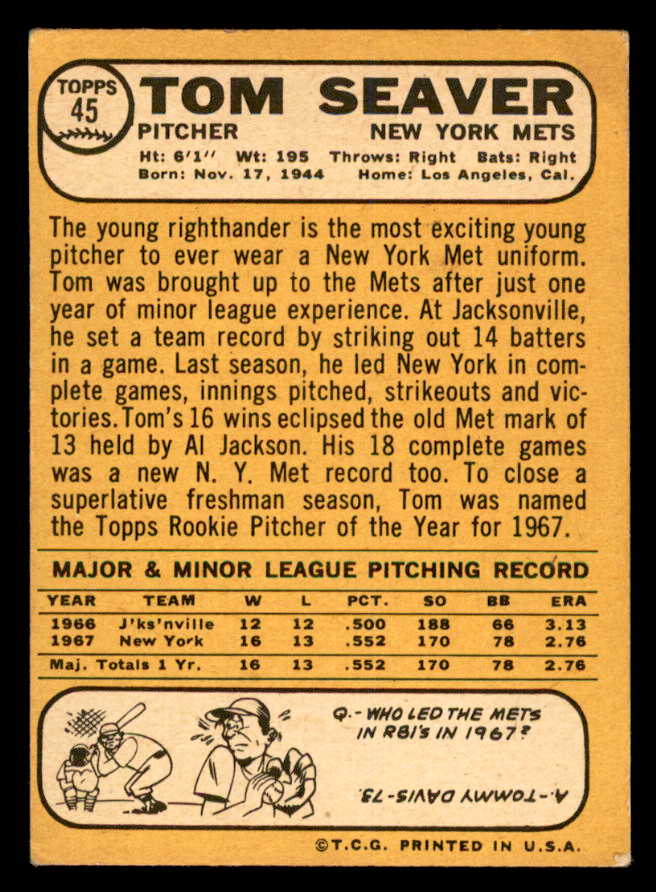 TOPPS
45
TOM SEAVER
PITCHER NEW YORK METS
Ht: 6'1" Wt: 195 Throws: Right Bats: Right
Born: Nov. 17, 1944 Home: Los Angeles, Cal.
The young righthander is the most exciting young
pitcher to ever wear a New York Met uniform.
Tom was brought up to the Mets after just one
year of minor league experience. At Jacksonville,
he set a team record by striking out 14 batters
in a game. Last season, he led New York in com-
plete games, innings pitched, strikeouts and vic-
tories. Tom's 16 wins eclipsed the old Met mark of
13 held by Al Jackson. His 18 complete games
was a new N. Y. Met record too. To close a
superlative freshman season, Tom was named
the Topps Rookie Pitcher of the Year for 1967.
MAJOR & MINOR LEAGUE PITCHING RECORD
YEAR TEAM W L PCT. SO BB ERA
1966 J'ks'nville 12 12 .500 188 66 3.13
1967 New York 16 13 .552 170 78 2.76
Maj. Totals 1 Yr. 16 13 .552 170 78 2.76
Q.-WHO LED THE METS
IN RBI'S IN 1967?
A.-TOMMY DAVIS-73.
©T.C.G. PRINTED IN U.S.A.